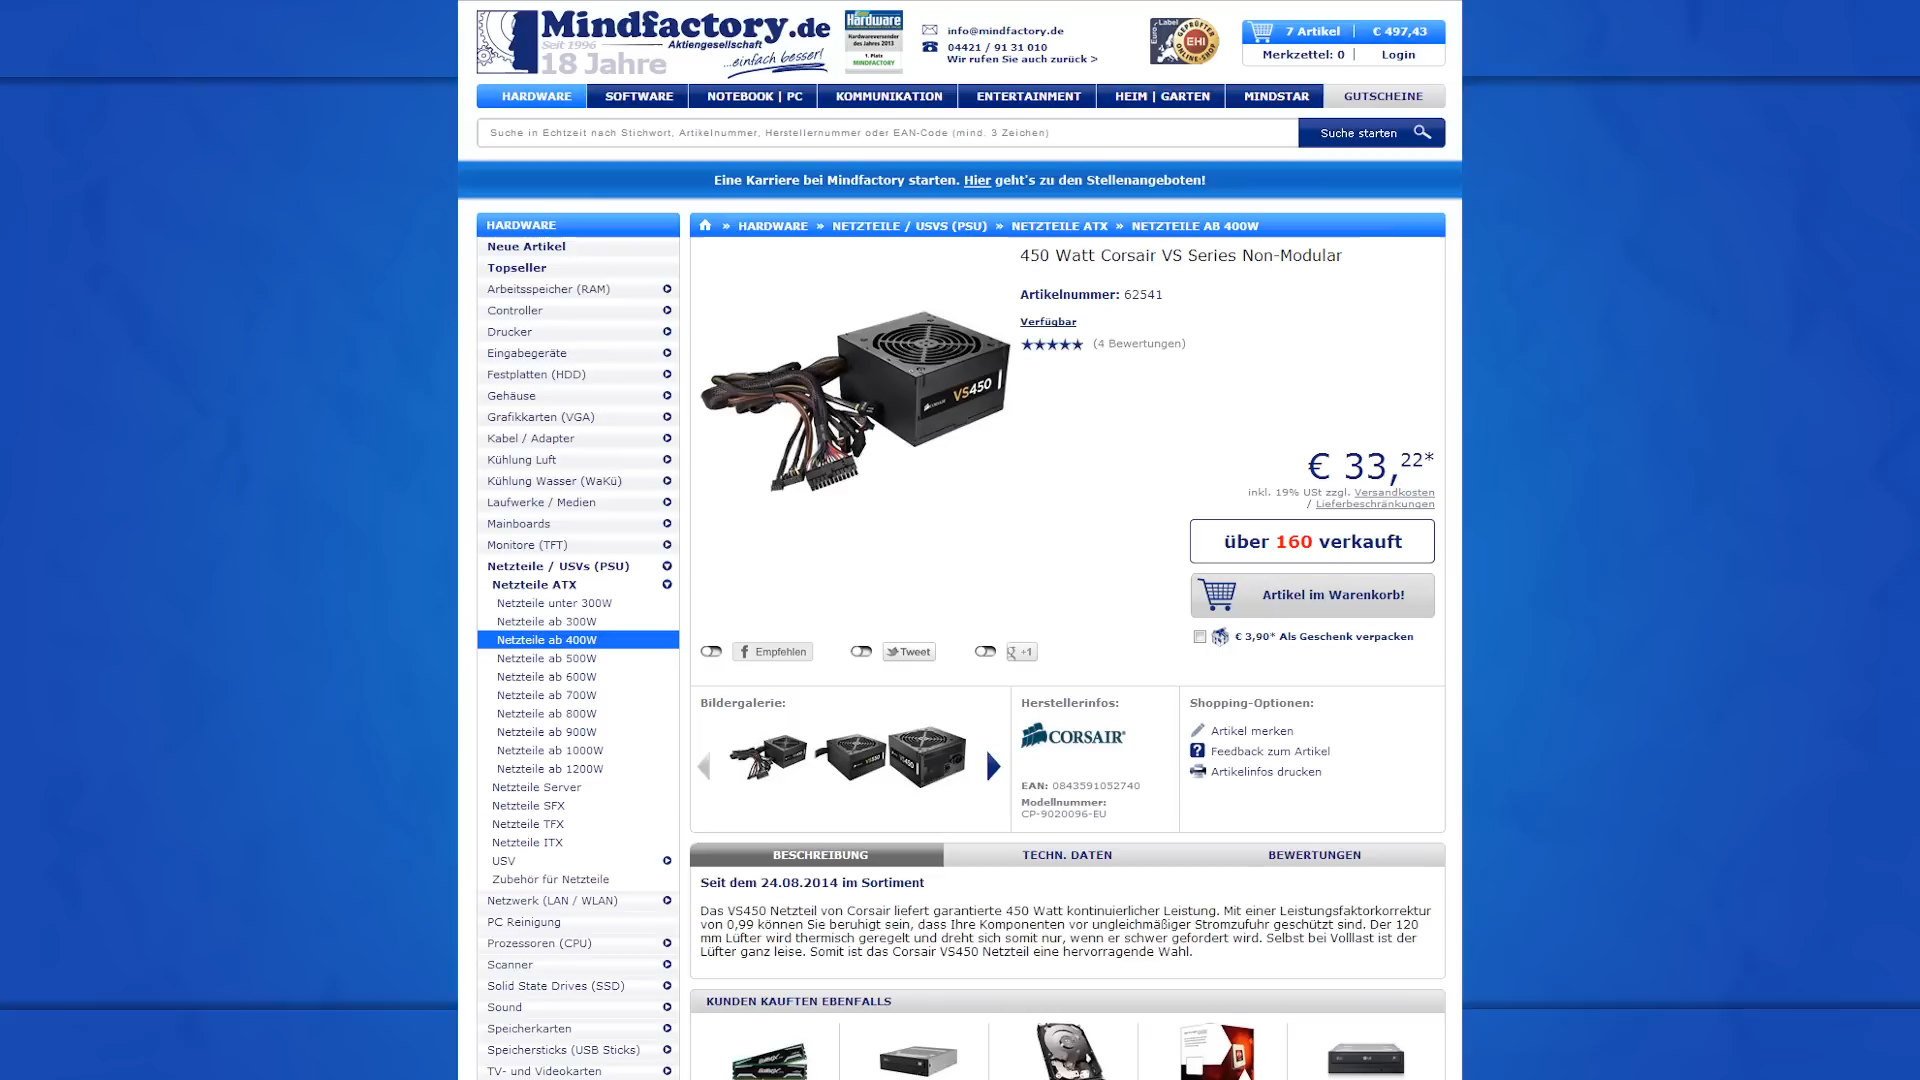 Mindfactory.de
Seit 1996
Aktiengesellschaft
18 Jahre
...einfach besser!
Hardware
Hardwareversender
des Jahres 2013
1. Platz
MINDFACTORY
info@mindfactory.de
04421 / 91 31 010
Wir rufen Sie auch zurück >
Euro-Label
GEPRÜFTER
EHI
ONLINE-SHOP
7 Artikel | € 497,43
Merkzettel: 0 | Login
HARDWARE
SOFTWARE
NOTEBOOK | PC
KOMMUNIKATION
ENTERTAINMENT
HEIM | GARTEN
MINDSTAR
GUTSCHEINE
Suche in Echtzeit nach Stichwort, Artikelnummer, Herstellernummer oder EAN-Code (mind. 3 Zeichen)
Suche starten
Eine Karriere bei Mindfactory starten. Hier geht's zu den Stellenangeboten!
HARDWARE
Neue Artikel
Topseller
Arbeitsspeicher (RAM)
Controller
Drucker
Eingabegeräte
Festplatten (HDD)
Gehäuse
Grafikkarten (VGA)
Kabel / Adapter
Kühlung Luft
Kühlung Wasser (WaKü)
Laufwerke / Medien
Mainboards
Monitore (TFT)
Netzteile / USVs (PSU)
Netzteile ATX
Netzteile unter 300W
Netzteile ab 300W
Netzteile ab 400W
Netzteile ab 500W
Netzteile ab 600W
Netzteile ab 700W
Netzteile ab 800W
Netzteile ab 900W
Netzteile ab 1000W
Netzteile ab 1200W
Netzteile Server
Netzteile SFX
Netzteile TFX
Netzteile ITX
USV
Zubehör für Netzteile
Netzwerk (LAN / WLAN)
PC Reinigung
Prozessoren (CPU)
Scanner
Solid State Drives (SSD)
Sound
Speicherkarten
Speichersticks (USB Sticks)
TV- und Videokarten
» HARDWARE » NETZTEILE / USVS (PSU) » NETZTEILE ATX » NETZTEILE AB 400W
450 Watt Corsair VS Series Non-Modular
Artikelnummer: 62541
Verfügbar
(4 Bewertungen)
CORSAIR VS450
€ 33,22*
inkl. 19% USt zzgl. Versandkosten
/ Lieferbeschränkungen
über 160 verkauft
Artikel im Warenkorb!
€ 3,90* Als Geschenk verpacken
Empfehlen
Tweet
+1
Bildergalerie:
Herstellerinfos:
CORSAIR
EAN: 0843591052740
Modellnummer:
CP-9020096-EU
Shopping-Optionen:
Artikel merken
Feedback zum Artikel
Artikelinfos drucken
BESCHREIBUNG
TECHN. DATEN
BEWERTUNGEN
Seit dem 24.08.2014 im Sortiment
Das VS450 Netzteil von Corsair liefert garantierte 450 Watt kontinuierlicher Leistung. Mit einer Leistungsfaktorkorrektur
von 0,99 können Sie beruhigt sein, dass Ihre Komponenten vor ungleichmäßiger Stromzufuhr geschützt sind. Der 120
mm Lüfter wird thermisch geregelt und dreht sich somit nur, wenn er schwer gefordert wird. Selbst bei Volllast ist der
Lüfter ganz leise. Somit ist das Corsair VS450 Netzteil eine hervorragende Wahl.
KUNDEN KAUFTEN EBENFALLS